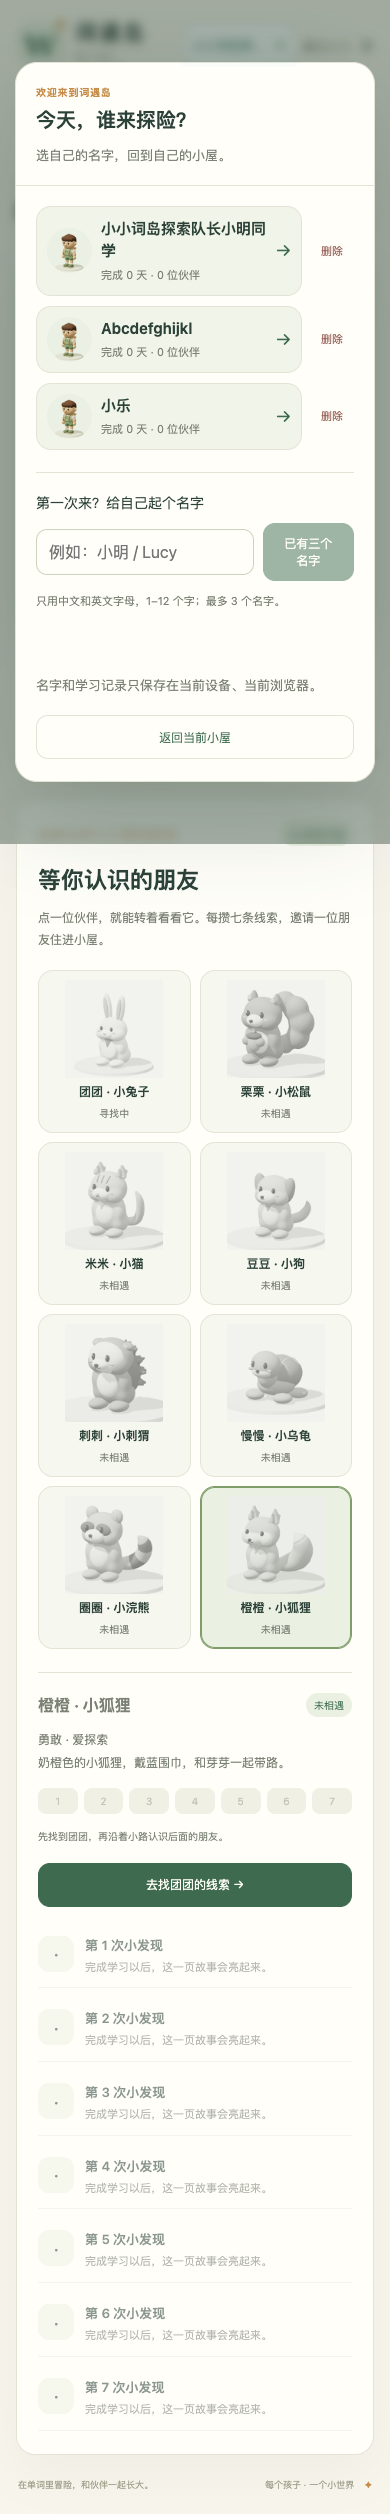 欢迎来到词遇岛
今天，谁来探险？
选自己的名字，回到自己的小屋。
小小词岛探索队长小明同
学
完成 0 天 · 0 位伙伴
→
删除
Abcdefghijkl
完成 0 天 · 0 位伙伴
→
删除
小乐
完成 0 天 · 0 位伙伴
→
删除
第一次来？给自己起个名字
例如：小明 / Lucy
已有三个
名字
只用中文和英文字母，1–12 个字；最多 3 个名字。
名字和学习记录只保存在当前设备、当前浏览器。
返回当前小屋
等你认识的朋友
点一位伙伴，就能转着看看它。每攒七条线索，邀请一位朋
友住进小屋。
团团 · 小兔子
寻找中
栗栗 · 小松鼠
未相遇
米米 · 小猫
未相遇
豆豆 · 小狗
未相遇
刺刺 · 小刺猬
未相遇
慢慢 · 小乌龟
未相遇
圈圈 · 小浣熊
未相遇
橙橙 · 小狐狸
未相遇
橙橙 · 小狐狸
未相遇
勇敢 · 爱探索
奶橙色的小狐狸，戴蓝围巾，和芽芽一起带路。
1 2 3 4 5 6 7
先找到团团，再沿着小路认识后面的朋友。
去找团团的线索 →
第 1 次小发现
完成学习以后，这一页故事会亮起来。
第 2 次小发现
完成学习以后，这一页故事会亮起来。
第 3 次小发现
完成学习以后，这一页故事会亮起来。
第 4 次小发现
完成学习以后，这一页故事会亮起来。
第 5 次小发现
完成学习以后，这一页故事会亮起来。
第 6 次小发现
完成学习以后，这一页故事会亮起来。
第 7 次小发现
完成学习以后，这一页故事会亮起来。
在单词里冒险，和伙伴一起长大。
每个孩子 · 一个小世界 ✦